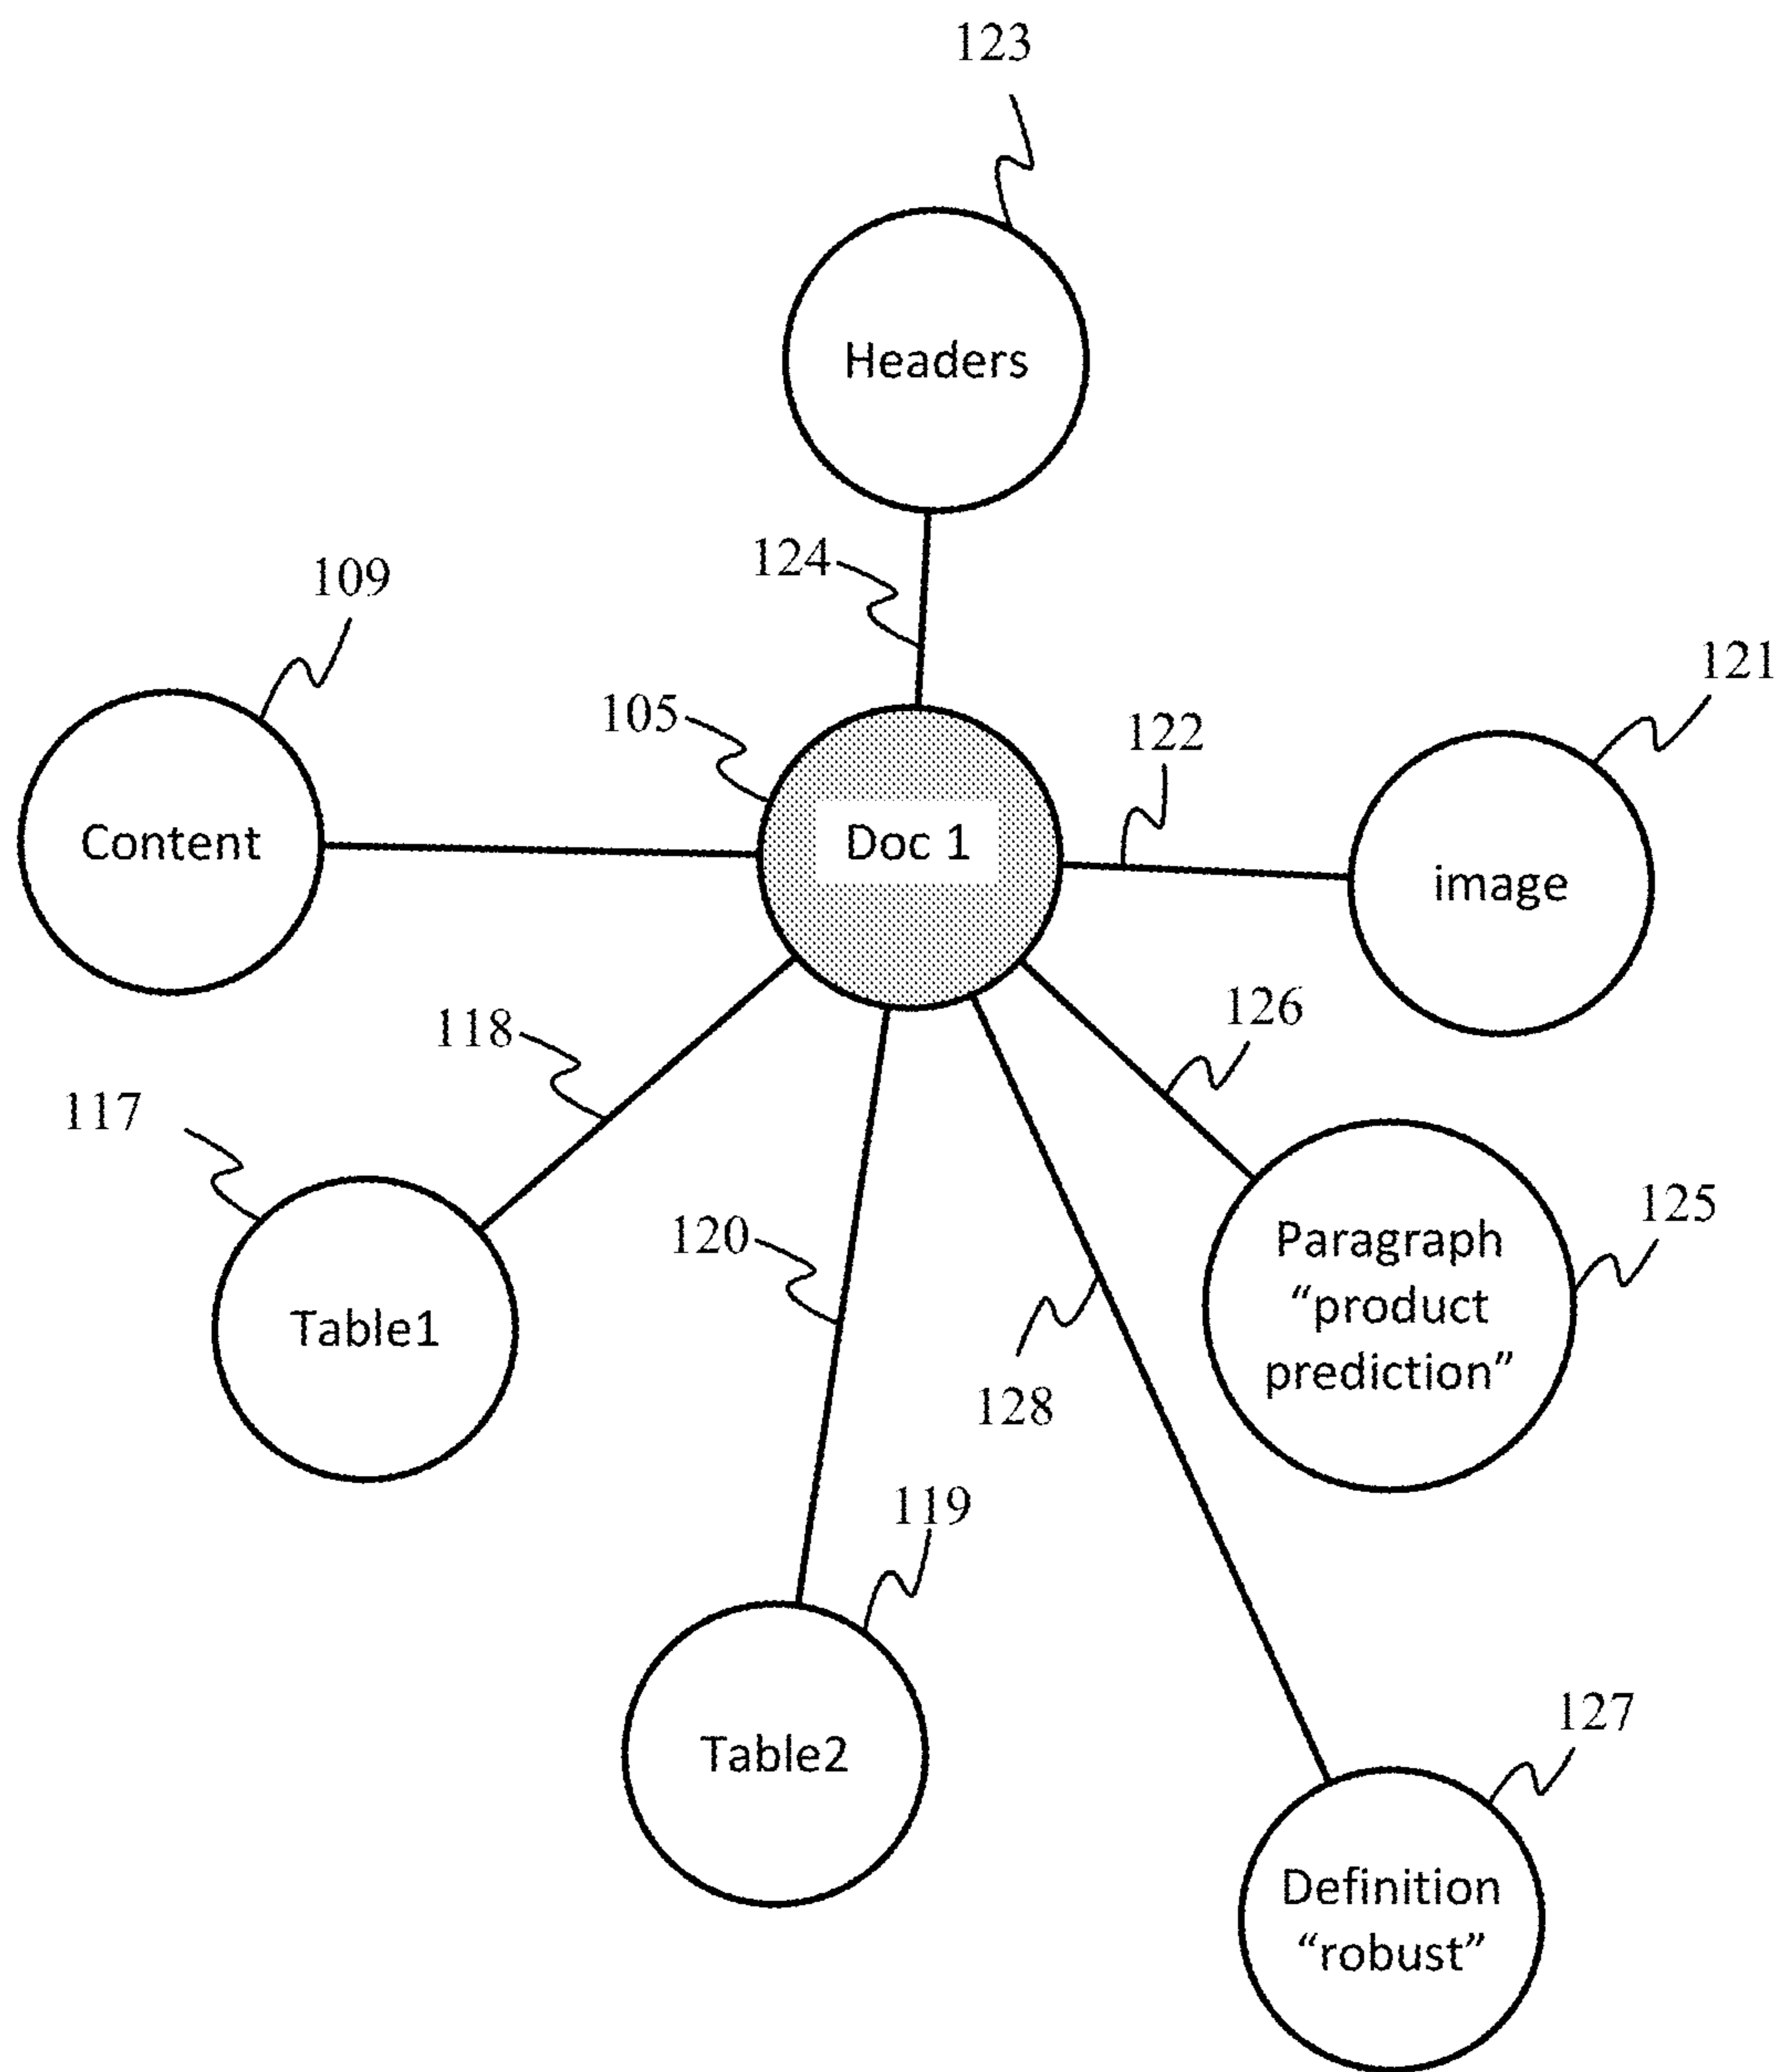 123
Headers
124
109
121
105
122
Content
Doc 1
image
118
126
117
120
125
Paragraph
“product
prediction”
Table1
128
119
127
Table2
Definition
“robust”